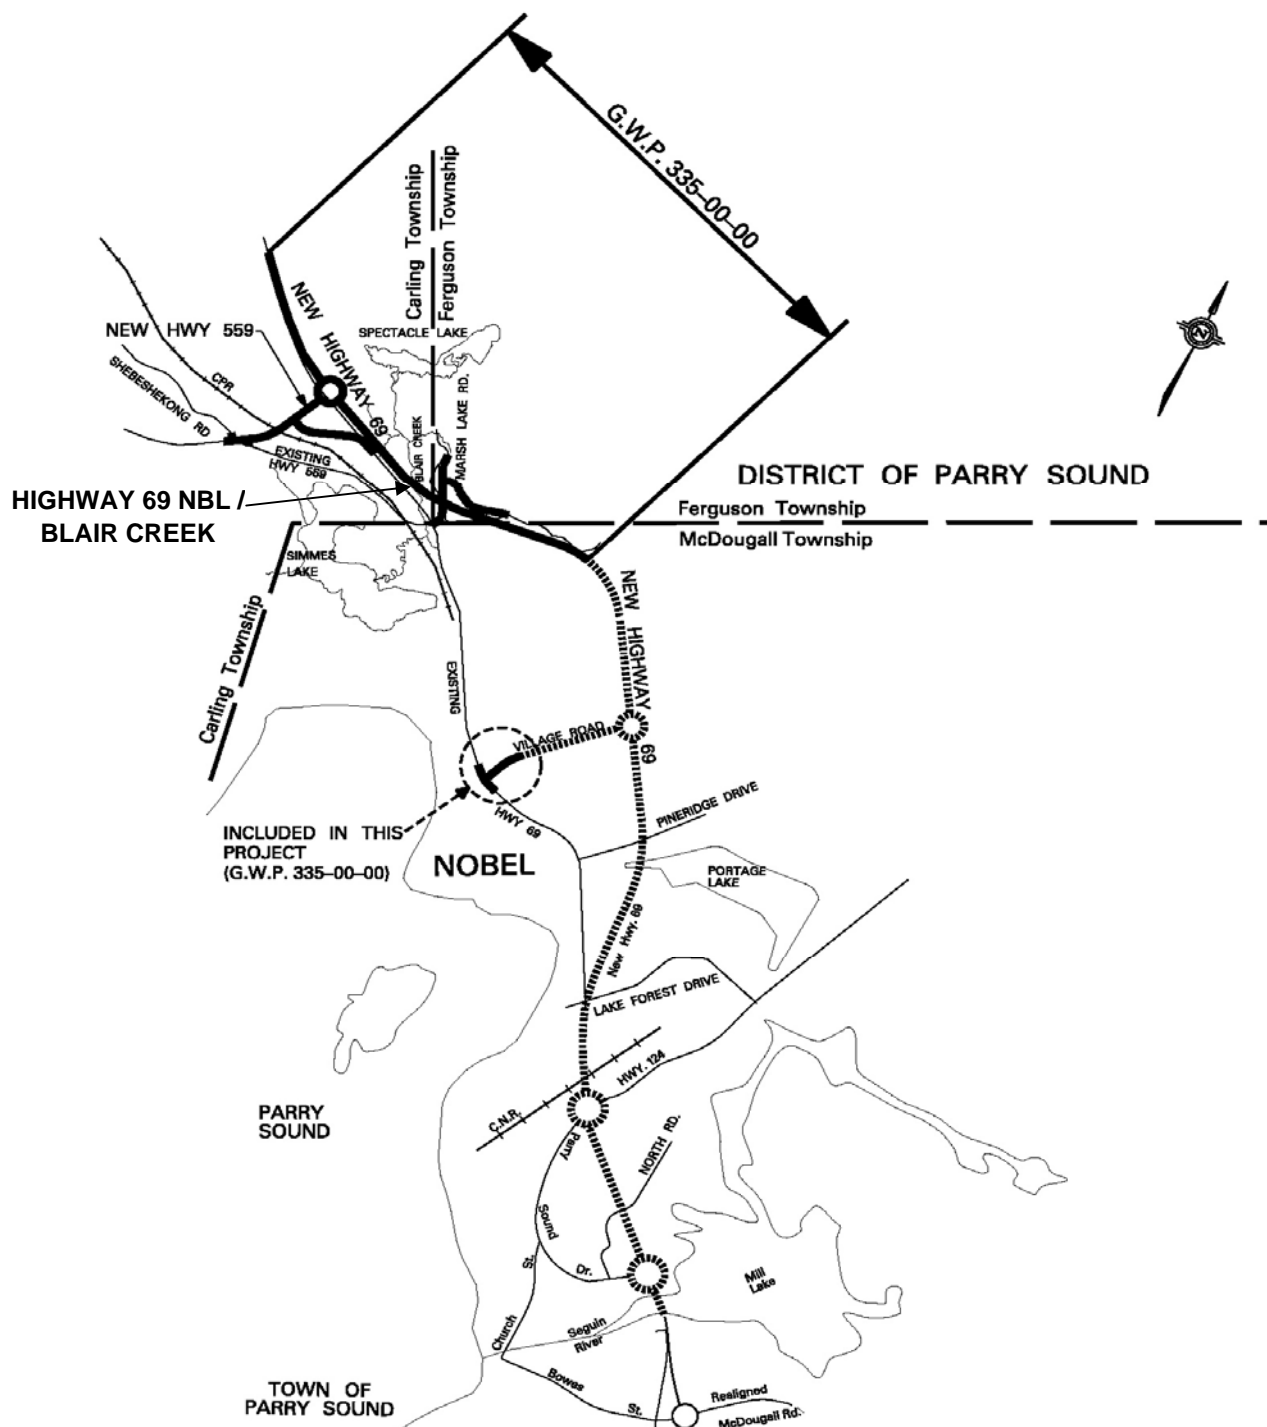 G.W.P. 335-00-00
Carling Township
Ferguson Township
NEW HIGHWAY 69
NEW HWY 559
SPECTACLE LAKE
SHEBESHEKONG RD
CPR
MARSH LAKE RD.
BLAIR CREEK
EXISTING
HWY 559
N
DISTRICT OF PARRY SOUND
HIGHWAY 69 NBL /
BLAIR CREEK
Ferguson Township
McDougall Township
SIMMES
LAKE
NEW HIGHWAY 69
Carling Township
EXISTING
VILLAGE ROAD
HWY 69
PINERIDGE DRIVE
INCLUDED IN THIS
PROJECT
(G.W.P. 335-00-00)
NOBEL
PORTAGE
LAKE
New Hwy. 69
LAKE FOREST DRIVE
HWY. 124
C.N.R.
PARRY
SOUND
NORTH RD.
Parry Sound Dr.
Church St.
Mill
Lake
Seguin
River
Bowes St.
TOWN OF
PARRY SOUND
Realigned
McDougall Rd.